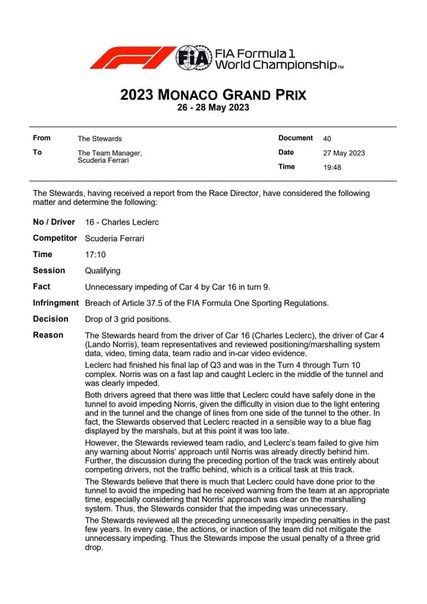 F1 FIA FIA Formula 1
World Championship™
2023 MONACO GRAND PRIX
26 - 28 May 2023
From The Stewards Document 40
To The Team Manager, Date 27 May 2023
Scuderia Ferrari
Time 19:48
The Stewards, having received a report from the Race Director, have considered the following
matter and determine the following:
No / Driver 16 - Charles Leclerc
Competitor Scuderia Ferrari
Time 17:10
Session Qualifying
Fact Unnecessary impeding of Car 4 by Car 16 in turn 9.
Infringment Breach of Article 37.5 of the FIA Formula One Sporting Regulations.
Decision Drop of 3 grid positions.
Reason The Stewards heard from the driver of Car 16 (Charles Leclerc), the driver of Car 4
(Lando Norris), team representatives and reviewed positioning/marshalling system
data, video, timing data, team radio and in-car video evidence.
Leclerc had finished his final lap of Q3 and was in the Turn 4 through Turn 10
complex. Norris was on a fast lap and caught Leclerc in the middle of the tunnel and
was clearly impeded.
Both drivers agreed that there was little that Leclerc could have safely done in the
tunnel to avoid impeding Norris, given the difficulty in vision due to the light entering
and in the tunnel and the change of lines from one side of the tunnel to the other. In
fact, the Stewards observed that Leclerc reacted in a sensible way to a blue flag
displayed by the marshals, but at this point it was too late.
However, the Stewards reviewed team radio, and Leclerc's team failed to give him
any warning about Norris' approach until Norris was already directly behind him.
Further, the discussion during the preceding portion of the track was entirely about
competing drivers, not the traffic behind, which is a critical task at this track.
The Stewards believe that there is much that Leclerc could have done prior to the
tunnel to avoid the impeding had he received warning from the team at an appropriate
time, especially considering that Norris' approach was clear on the marshalling
system. Thus, the Stewards consider that the impeding was unnecessary.
The Stewards reviewed all the preceding unnecessarily impeding penalties in the past
few years. In every case, the actions, or inaction of the team did not mitigate the
unnecessary impeding. Thus the Stewards impose the usual penalty of a three grid
drop.